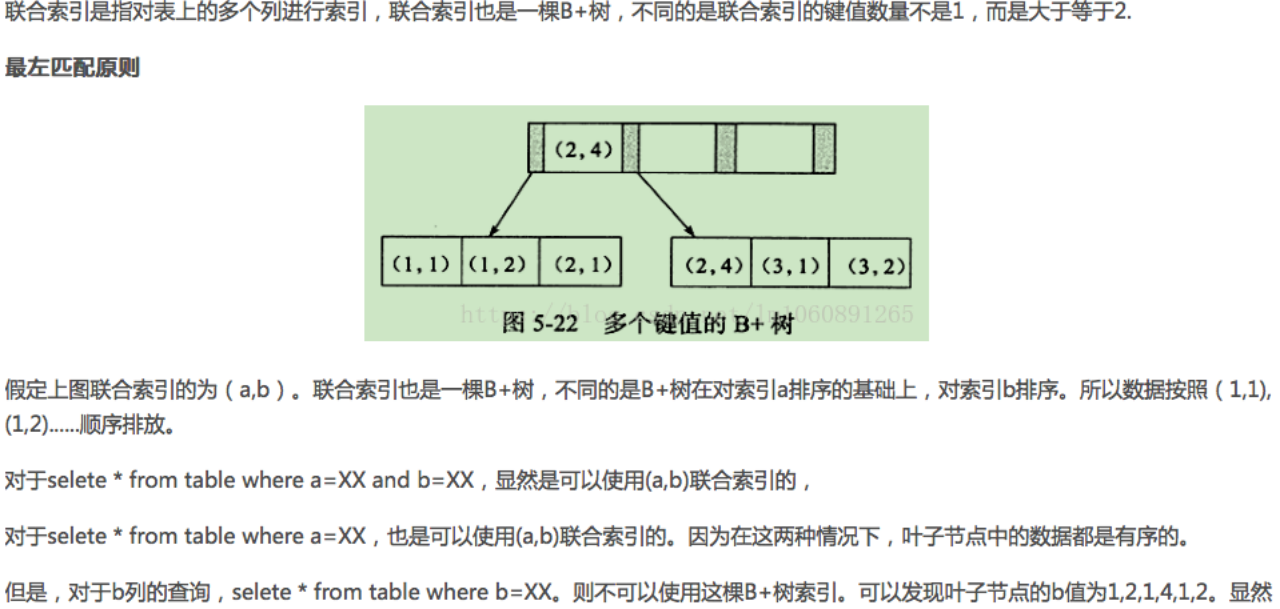 联合索引是指对表上的多个列进行索引，联合索引也是一棵B+树，不同的是联合索引的键值数量不是1，而是大于等于2.
最左匹配原则
(2,4)
(1,1) (1,2) (2,1) (2,4) (3,1) (3,2)
图 5-22 多个键值的 B+ 树
假定上图联合索引的为（a,b）。联合索引也是一棵B+树，不同的是B+树在对索引a排序的基础上，对索引b排序。所以数据按照（1,1),
(1,2)......顺序排放。
对于selete * from table where a=XX and b=XX，显然是可以使用(a,b)联合索引的，
对于selete * from table where a=XX，也是可以使用(a,b)联合索引的。因为在这两种情况下，叶子节点中的数据都是有序的。
但是，对于b列的查询，selete * from table where b=XX。则不可以使用这棵B+树索引。可以发现叶子节点的b值为1,2,1,4,1,2。显然